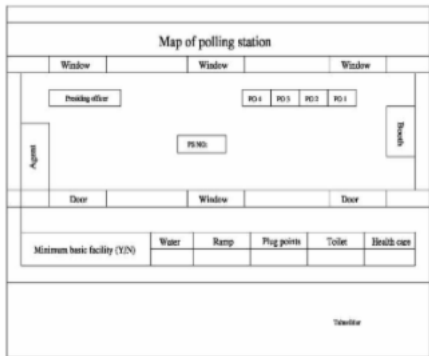 Map of polling station
Window Window Window
Presiding officer PO 4 PO 3 PO 2 PO 1
Agent Booth
PS NO:
Door Window Door
Minimum basic facility (Y/N) Water Ramp Plug points Toilet Health care
Tahsildar